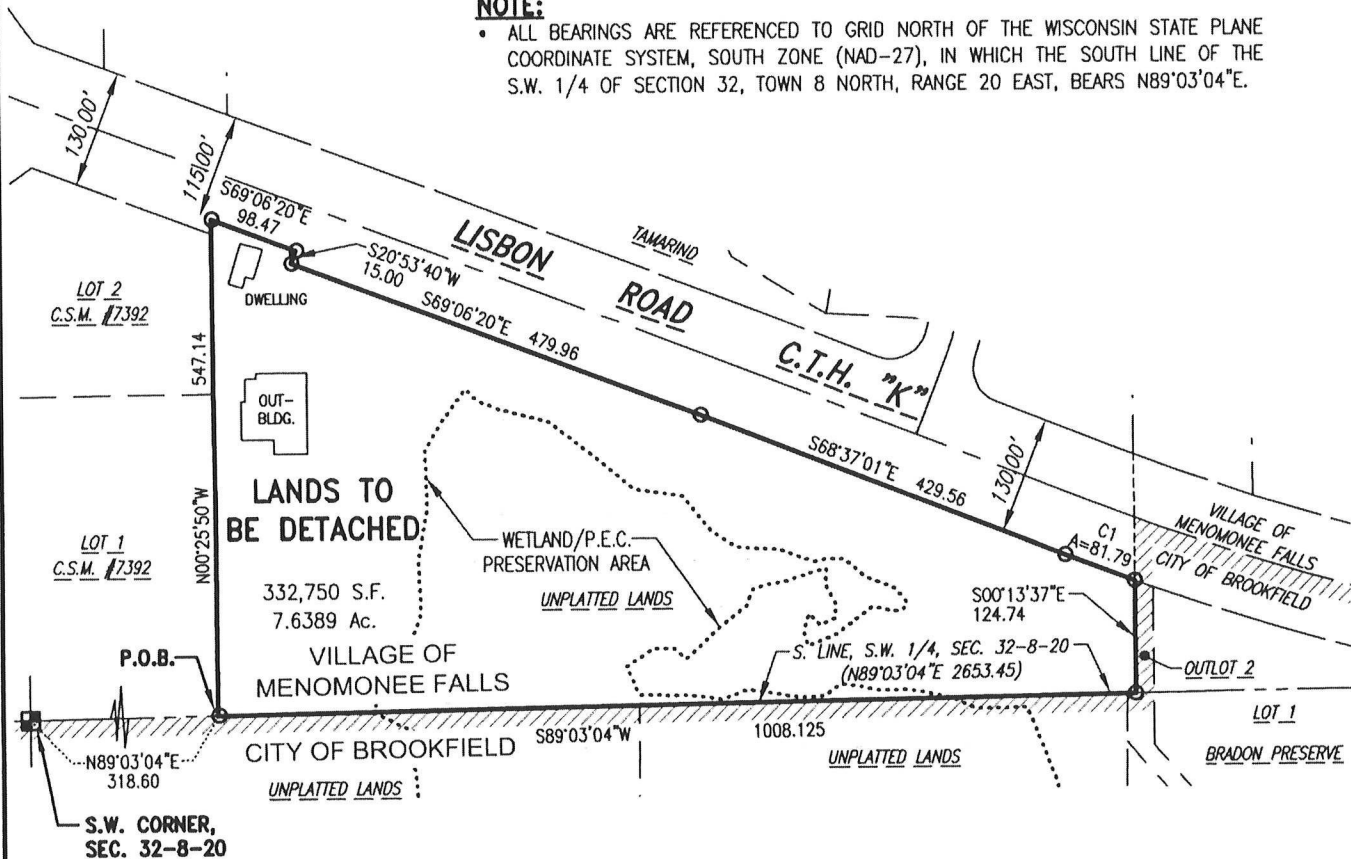 NOTE:
• ALL BEARINGS ARE REFERENCED TO GRID NORTH OF THE WISCONSIN STATE PLANE
COORDINATE SYSTEM, SOUTH ZONE (NAD-27), IN WHICH THE SOUTH LINE OF THE
S.W. 1/4 OF SECTION 32, TOWN 8 NORTH, RANGE 20 EAST, BEARS N89°03'04"E.
130.00'
115.00'
S69°06'20"E
98.47
LISBON
ROAD
C.T.H. "K"
TAMARIND
S20°53'40"W
15.00
DWELLING
S69°06'20"E 479.96
LOT 2
C.S.M. #7392
547.14
N00°25'50"W
OUT-
BLDG.
S68°37'01"E 429.56
130.00'
LANDS TO
BE DETACHED
332,750 S.F.
7.6389 Ac.
WETLAND/P.E.C.
PRESERVATION AREA
UNPLATTED LANDS
C1
A=81.79
VILLAGE OF
MENOMONEE FALLS
CITY OF BROOKFIELD
LOT 1
C.S.M. #7392
S00°13'37"E
124.74
S. LINE, S.W. 1/4, SEC. 32-8-20
(N89°03'04"E 2653.45)
OUTLOT 2
P.O.B.
VILLAGE OF
MENOMONEE FALLS
LOT 1
BRADON PRESERVE
S89°03'04"W
1008.125
CITY OF BROOKFIELD
UNPLATTED LANDS
UNPLATTED LANDS
N89°03'04"E
318.60
S.W. CORNER,
SEC. 32-8-20